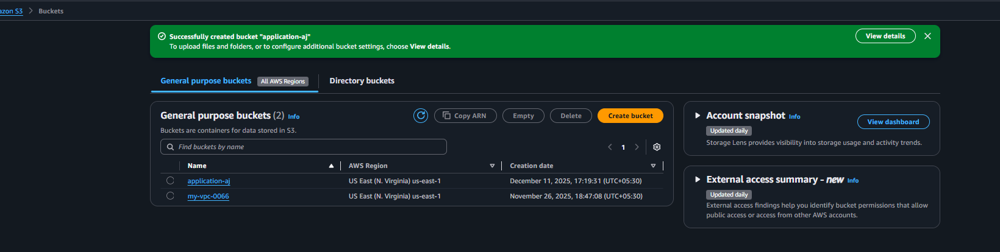 azon S3 > Buckets
Successfully created bucket "application-aj"
To upload files and folders, or to configure additional bucket settings, choose View details.
View details
General purpose buckets All AWS Regions
Directory buckets
General purpose buckets (2) Info
Copy ARN
Empty
Delete
Create bucket
Buckets are containers for data stored in S3.
Find buckets by name
1
Name AWS Region Creation date
application-aj US East (N. Virginia) us-east-1 December 11, 2025, 17:19:31 (UTC+05:30)
my-vpc-0066 US East (N. Virginia) us-east-1 November 26, 2025, 18:47:08 (UTC+05:30)
Account snapshot Info
View dashboard
Updated daily
Storage Lens provides visibility into storage usage and activity trends.
External access summary - new Info
Updated daily
External access findings help you identify bucket permissions that allow
public access or access from other AWS accounts.